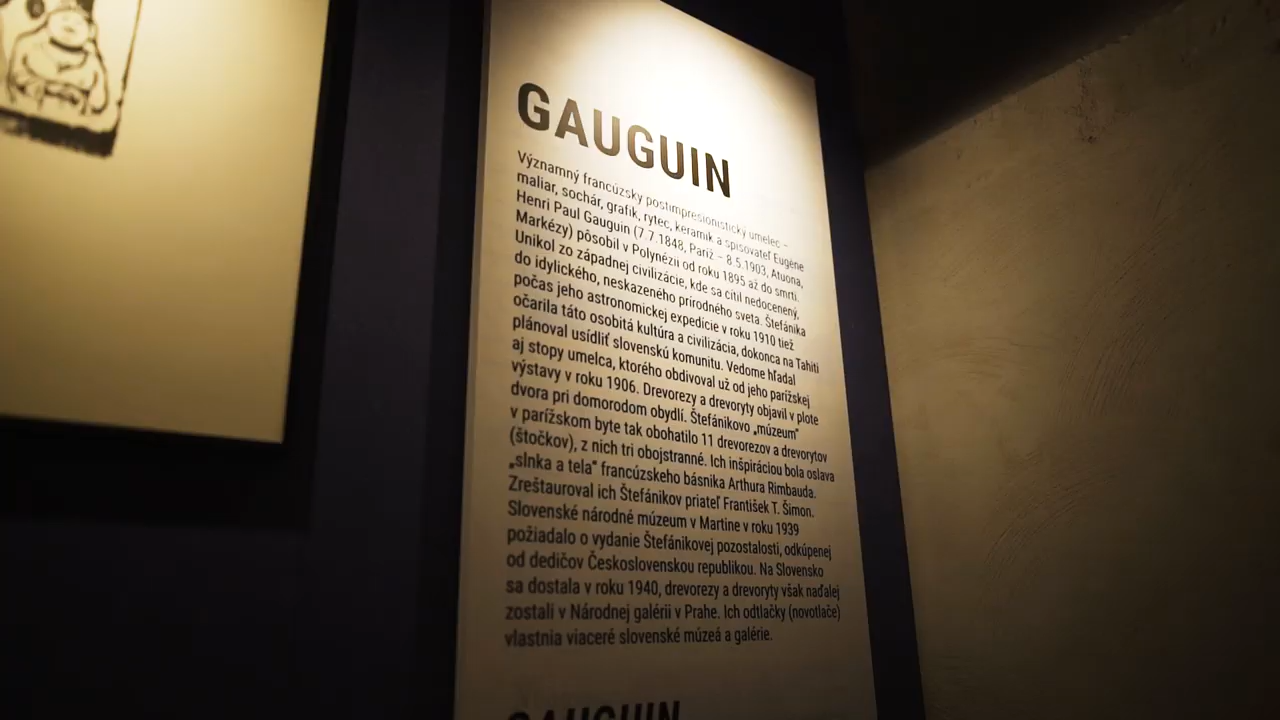 GAUGUIN
Významný francúzsky postimpresionistický umelec –
maliar, sochár, grafik, rytec, keramik a spisovateľ Eugène
Henri Paul Gauguin (7.7.1848, Paríž – 8.5.1903, Atuona,
Markézy) pôsobil v Polynézii od roku 1895 až do smrti.
Unikol zo západnej civilizácie, kde sa cítil nedocenený,
do idylického, neskazeného prírodného sveta. Štefánika
počas jeho astronomickej expedície v roku 1910 tiež
očarila táto osobitá kultúra a civilizácia, dokonca na Tahiti
plánoval usídliť slovenskú komunitu. Vedome hľadal
aj stopy umelca, ktorého obdivoval už od jeho parížskej
výstavy v roku 1906. Drevorezy a drevoryty objavil v plote
dvora pri domorodom obydlí. Štefánikovo „múzeum"
v parížskom byte tak obohatilo 11 drevorezov a drevorytov
(štočkov), z nich tri obojstranné. Ich inšpiráciou bola oslava
„slnka a tela" francúzskeho básnika Arthura Rimbauda.
Zreštauroval ich Štefánikov priateľ František T. Šimon.
Slovenské národné múzeum v Martine v roku 1939
požiadalo o vydanie Štefánikovej pozostalosti, odkúpenej
od dedičov Československou republikou. Na Slovensko
sa dostala v roku 1940, drevorezy a drevoryty však naďalej
zostali v Národnej galérii v Prahe. Ich odtlačky (novotlače)
vlastnia viaceré slovenské múzeá a galérie.
GAUGUIN